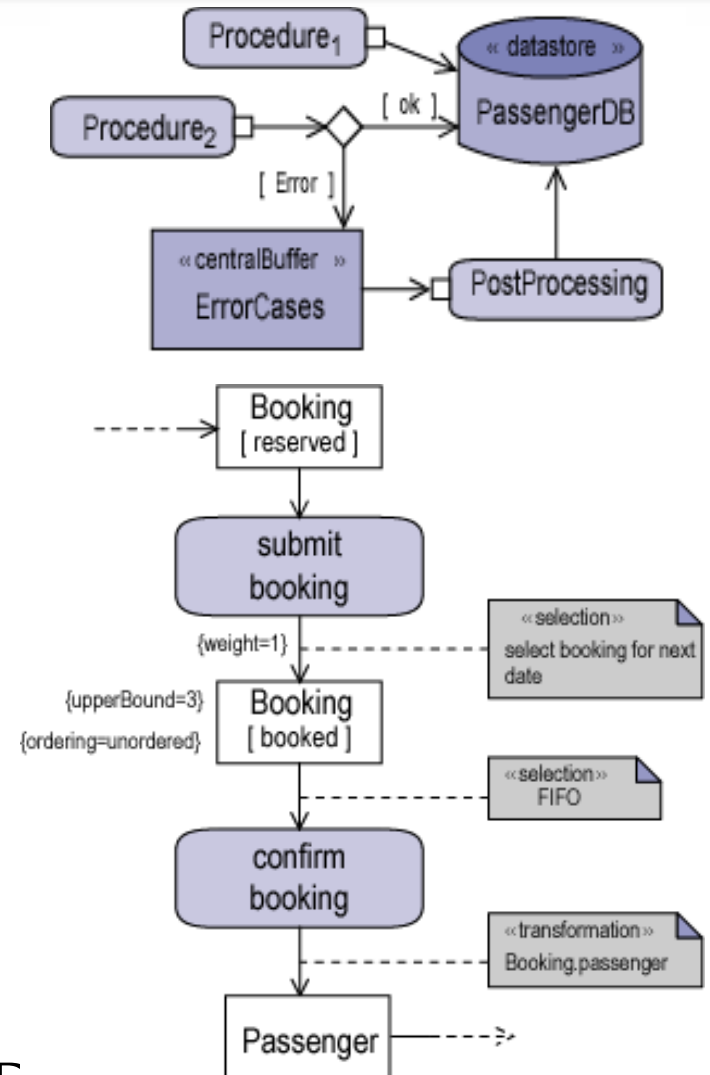 Procedure1
« datastore »
PassengerDB
[ ok ]
Procedure2
[ Error ]
«centralBuffer »
ErrorCases
PostProcessing
Booking
[ reserved ]
submit
booking
{weight=1}
«selection»
select booking for next
date
{upperBound=3}
Booking
{ordering=unordered}
[ booked ]
«selection»
FIFO
confirm
booking
«transformation»
Booking.passenger
Passenger